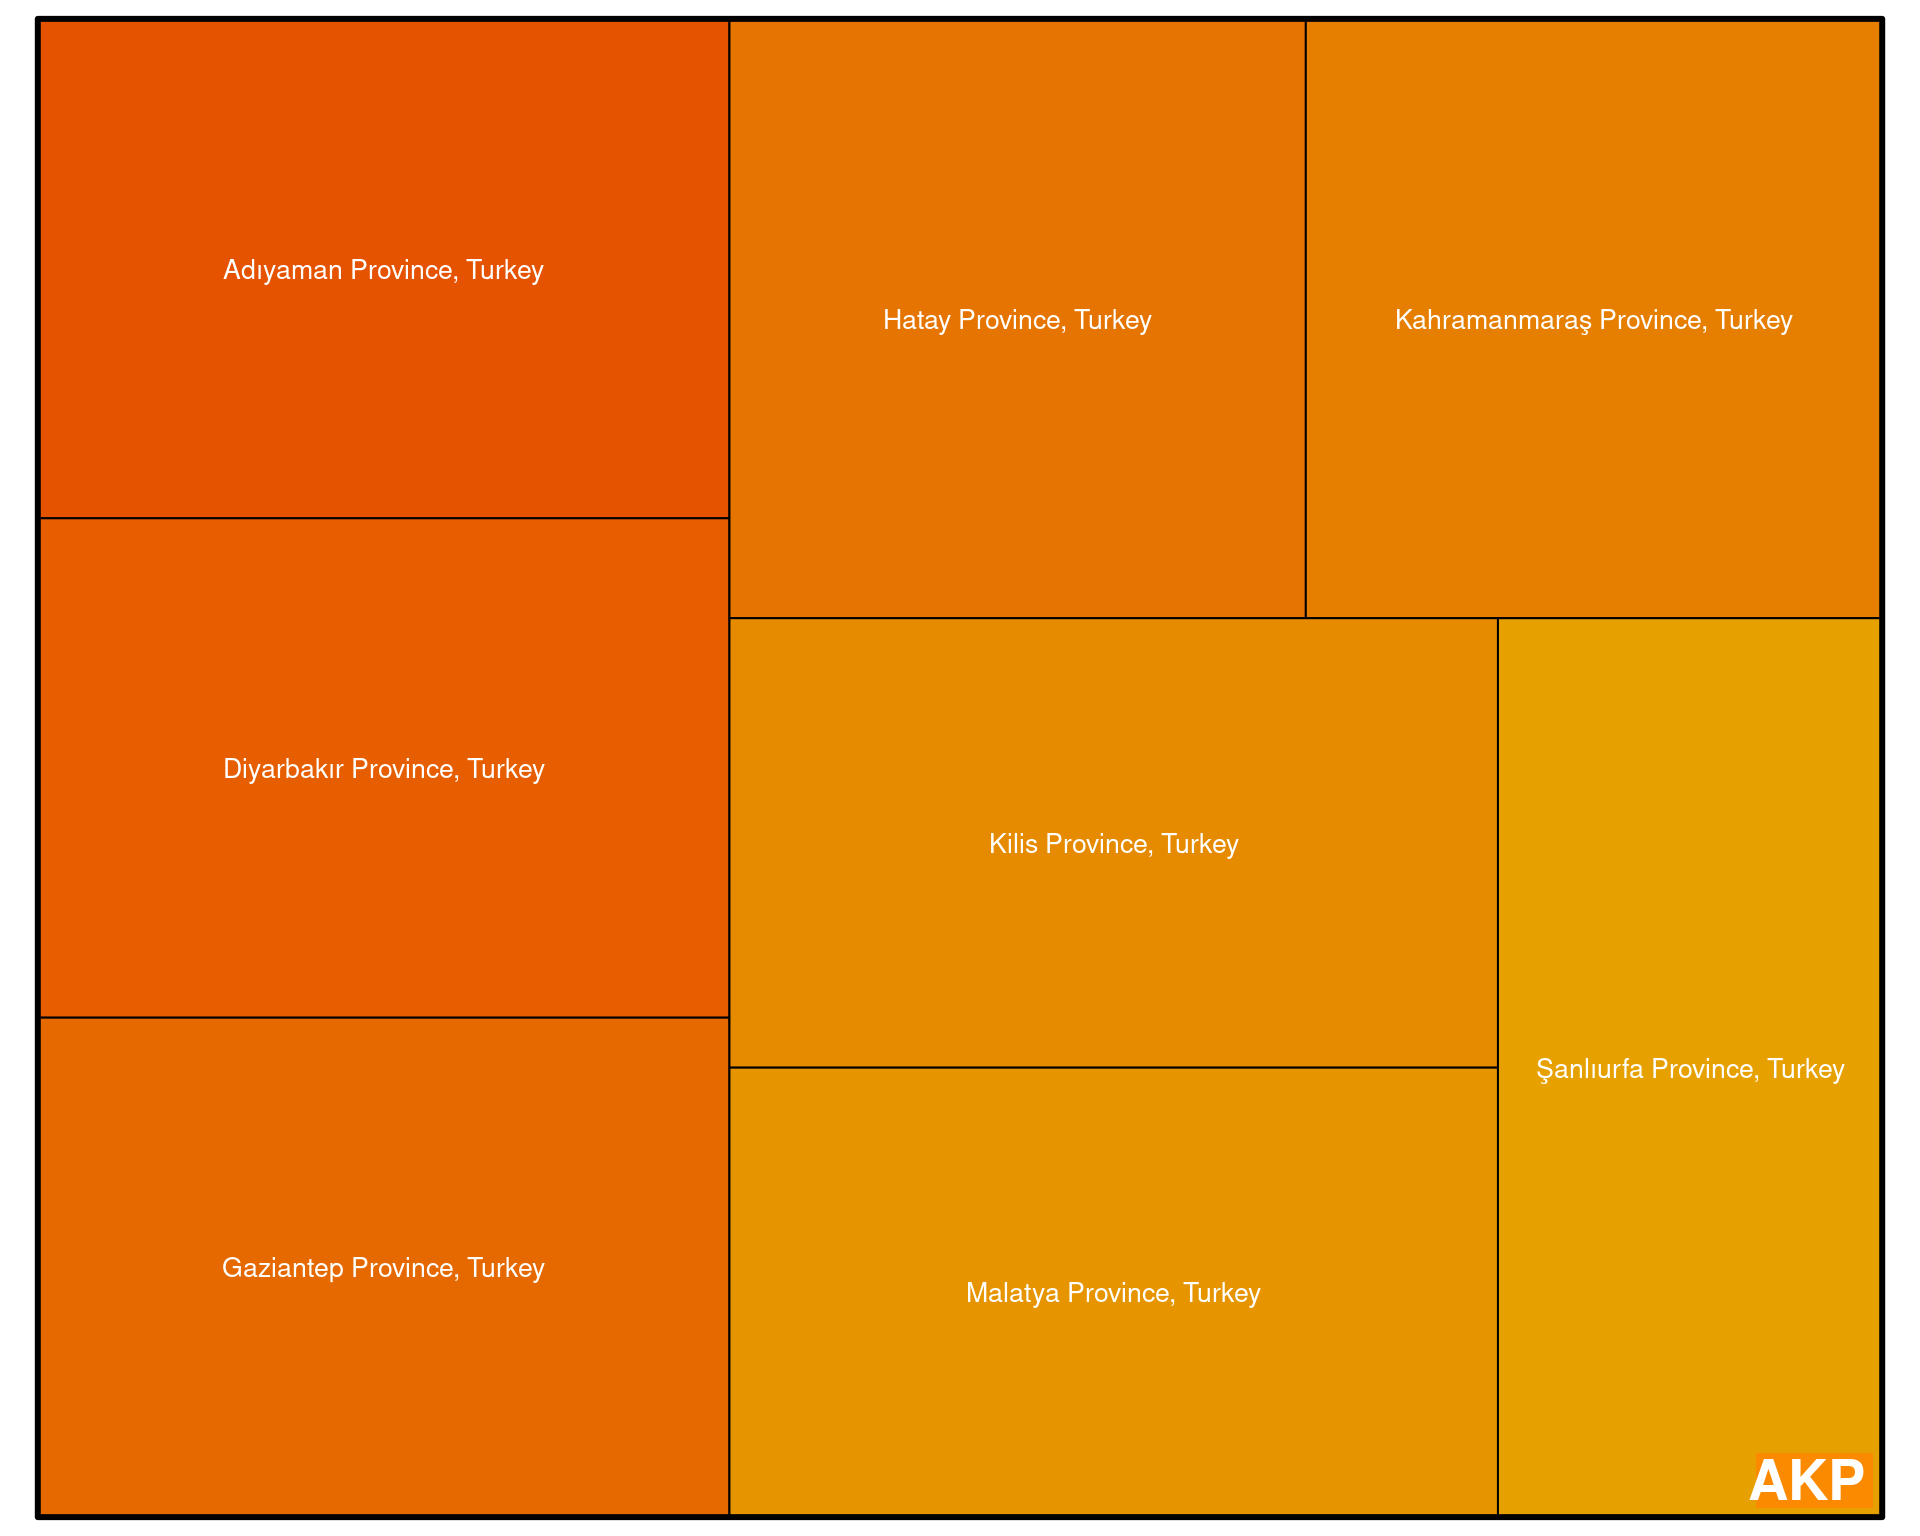 Adıyaman Province, Turkey
Diyarbakır Province, Turkey
Gaziantep Province, Turkey
Hatay Province, Turkey
Kahramanmaraş Province, Turkey
Kilis Province, Turkey
Malatya Province, Turkey
Şanlıurfa Province, Turkey
AKP